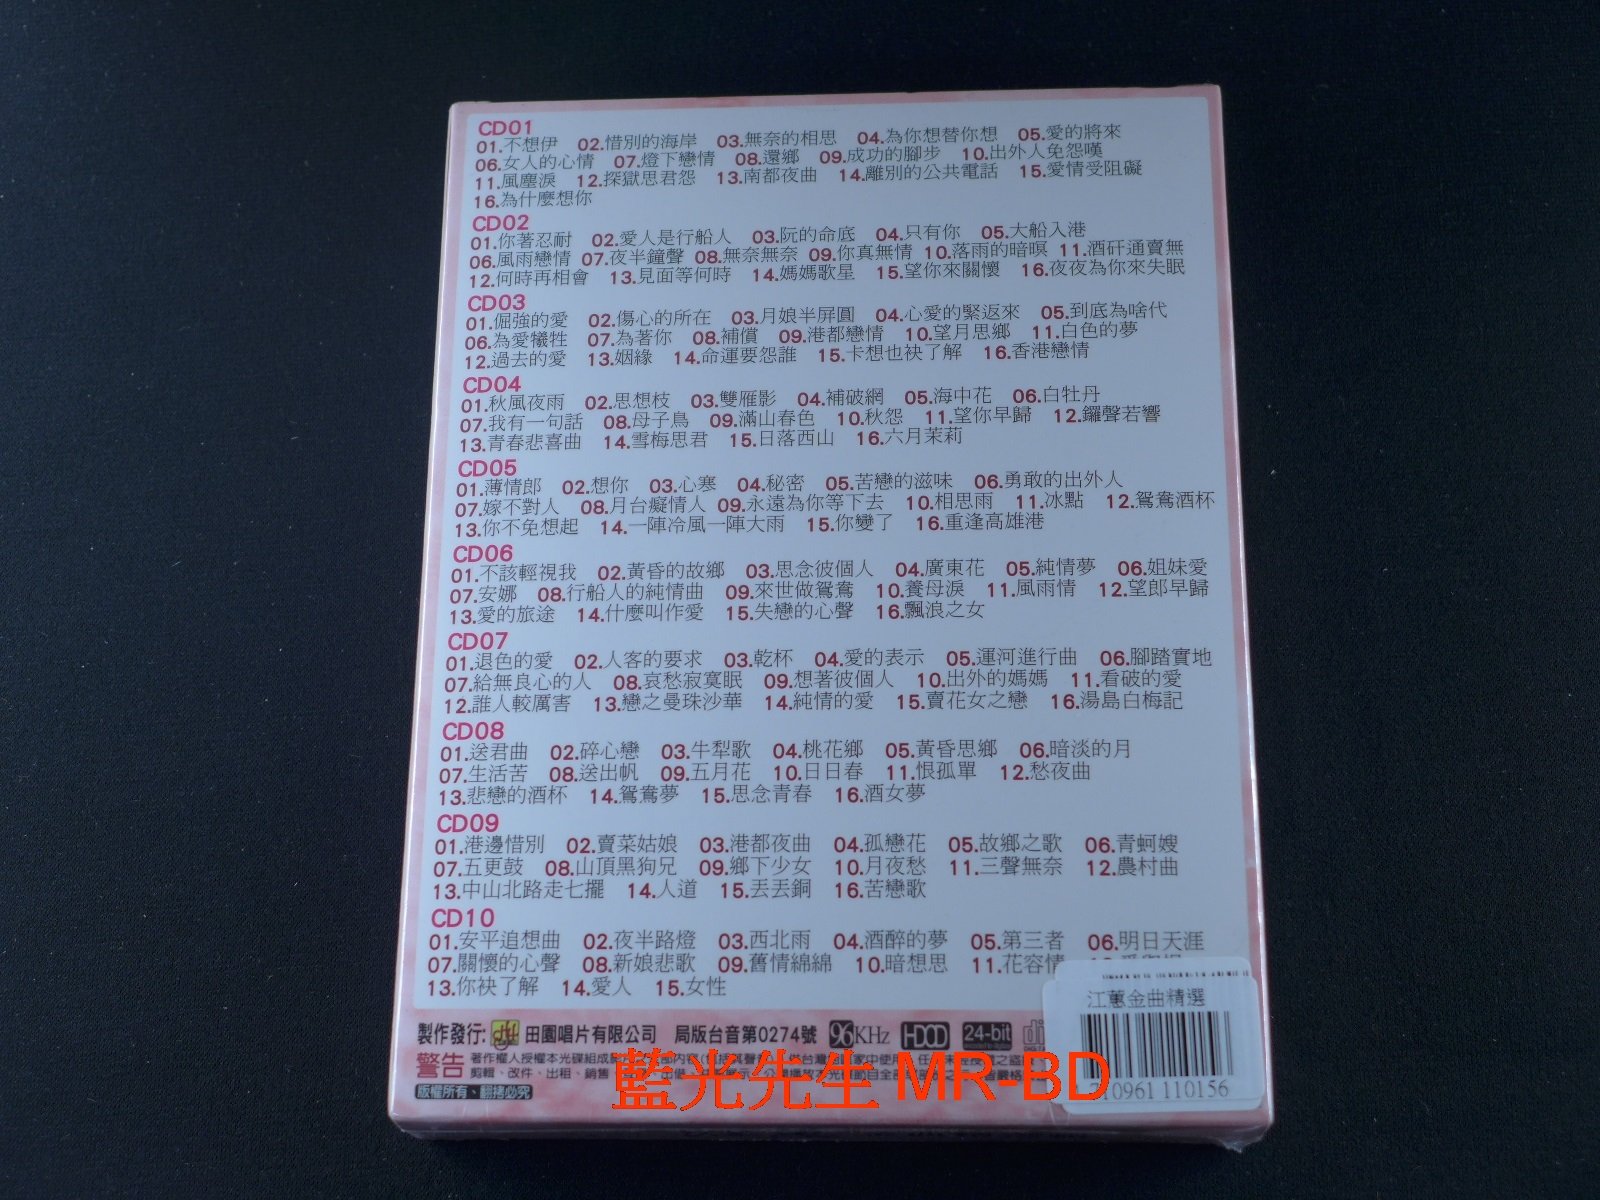 CD01
01.不想伊 02.惜別的海岸 03.無奈的相思 04.為你想替你想 05.愛的將來
06.女人的心情 07.燈下戀情 08.還鄉 09.成功的腳步 10.出外人免怨嘆
11.風塵淚 12.探獄思君怨 13.南都夜曲 14.離別的公共電話 15.愛情受阻礙
16.為什麼想你
CD02
01.你著忍耐 02.愛人是行船人 03.阮的命底 04.只有你 05.大船入港
06.風雨戀情 07.夜半鐘聲 08.無奈無奈 09.你真無情 10.落雨的暗暝 11.酒矸通賣無
12.何時再相會 13.見面等何時 14.媽媽歌星 15.望你來關懷 16.夜夜為你來失眠
CD03
01.倔強的愛 02.傷心的所在 03.月娘半屏圓 04.心愛的緊返來 05.到底為啥代
06.為愛犧牲 07.為著你 08.補償 09.港都戀情 10.望月思鄉 11.白色的夢
12.過去的愛 13.姻緣 14.命運要怨誰 15.卡想也袂了解 16.香港戀情
CD04
01.秋風夜雨 02.思想枝 03.雙雁影 04.補破網 05.海中花 06.白牡丹
07.我有一句話 08.母子鳥 09.滿山春色 10.秋怨 11.望你早歸 12.鑼聲若響
13.青春悲喜曲 14.雪梅思君 15.日落西山 16.六月茉莉
CD05
01.薄情郎 02.想你 03.心寒 04.秘密 05.苦戀的滋味 06.勇敢的出外人
07.嫁不對人 08.月台癡情人 09.永遠為你等下去 10.相思雨 11.冰點 12.鴛鴦酒杯
13.你不免想起 14.一陣冷風一陣大雨 15.你變了 16.重逢高雄港
CD06
01.不該輕視我 02.黃昏的故鄉 03.思念彼個人 04.廣東花 05.純情夢 06.姐妹愛
07.安娜 08.行船人的純情曲 09.來世做鴛鴦 10.養母淚 11.風雨情 12.望郎早歸
13.愛的旅途 14.什麼叫作愛 15.失戀的心聲 16.飄浪之女
CD07
01.退色的愛 02.人客的要求 03.乾杯 04.愛的表示 05.運河進行曲 06.腳踏實地
07.給無良心的人 08.哀愁寂寞眠 09.想著彼個人 10.出外的媽媽 11.看破的愛
12.誰人較厲害 13.戀之曼珠沙華 14.純情的愛 15.賣花女之戀 16.湯島白梅記
CD08
01.送君曲 02.碎心戀 03.牛犁歌 04.桃花鄉 05.黃昏思鄉 06.暗淡的月
07.生活苦 08.送出帆 09.五月花 10.日日春 11.恨孤單 12.愁夜曲
13.悲戀的酒杯 14.鴛鴦夢 15.思念青春 16.酒女夢
CD09
01.港邊惜別 02.賣菜姑娘 03.港都夜曲 04.孤戀花 05.故鄉之歌 06.青蚵嫂
07.五更鼓 08.山頂黑狗兄 09.鄉下少女 10.月夜愁 11.三聲無奈 12.農村曲
13.中山北路走七擺 14.人道 15.丟丟銅 16.苦戀歌
CD10
01.安平追想曲 02.夜半路燈 03.西北雨 04.酒醉的夢 05.第三者 06.明日天涯
07.關懷的心聲 08.新娘悲歌 09.舊情綿綿 10.暗想思 11.花容情
13.你袂了解 14.愛人 15.女性
江蕙金曲精選
製作發行: 田園唱片有限公司 局版台音第0274號 96KHz HDCD 24-bit
警告 著作權人授權本光碟組成影
剪輯、改作、出租、銷售
版權所有、翻拷必究
10961 110156
藍光先生 MR-BD